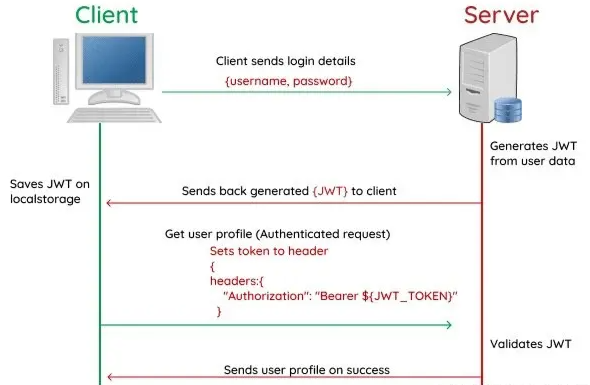 Client
Server
Client sends login details
{username, password}
Generates JWT
from user data
Saves JWT on
localstorage
Sends back generated {JWT} to client
Get user profile (Authenticated request)
Sets token to header
{
headers:{
"Authorization": "Bearer ${JWT_TOKEN}"
}
Validates JWT
Sends user profile on success